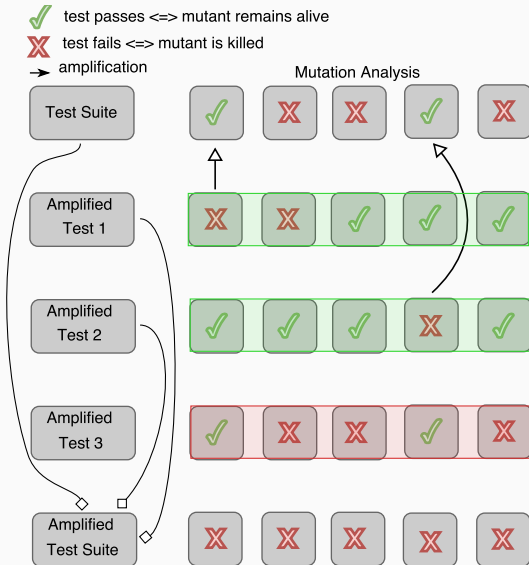 test passes <=> mutant remains alive
test fails <=> mutant is killed
amplification
Mutation Analysis
Test Suite
Amplified
Test 1
Amplified
Test 2
Amplified
Test 3
Amplified
Test Suite